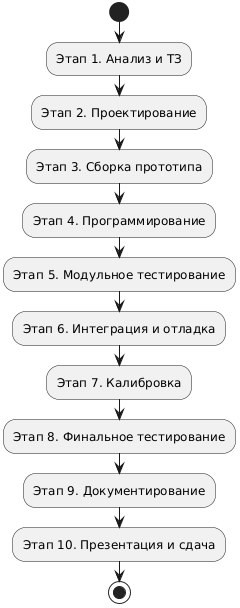 Этап 1. Анализ и ТЗ
Этап 2. Проектирование
Этап 3. Сборка прототипа
Этап 4. Программирование
Этап 5. Модульное тестирование
Этап 6. Интеграция и отладка
Этап 7. Калибровка
Этап 8. Финальное тестирование
Этап 9. Документирование
Этап 10. Презентация и сдача